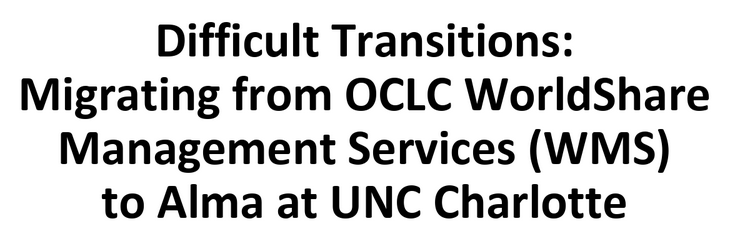 Difficult Transitions:
Migrating from OCLC WorldShare
Management Services (WMS)
to Alma at UNC Charlotte